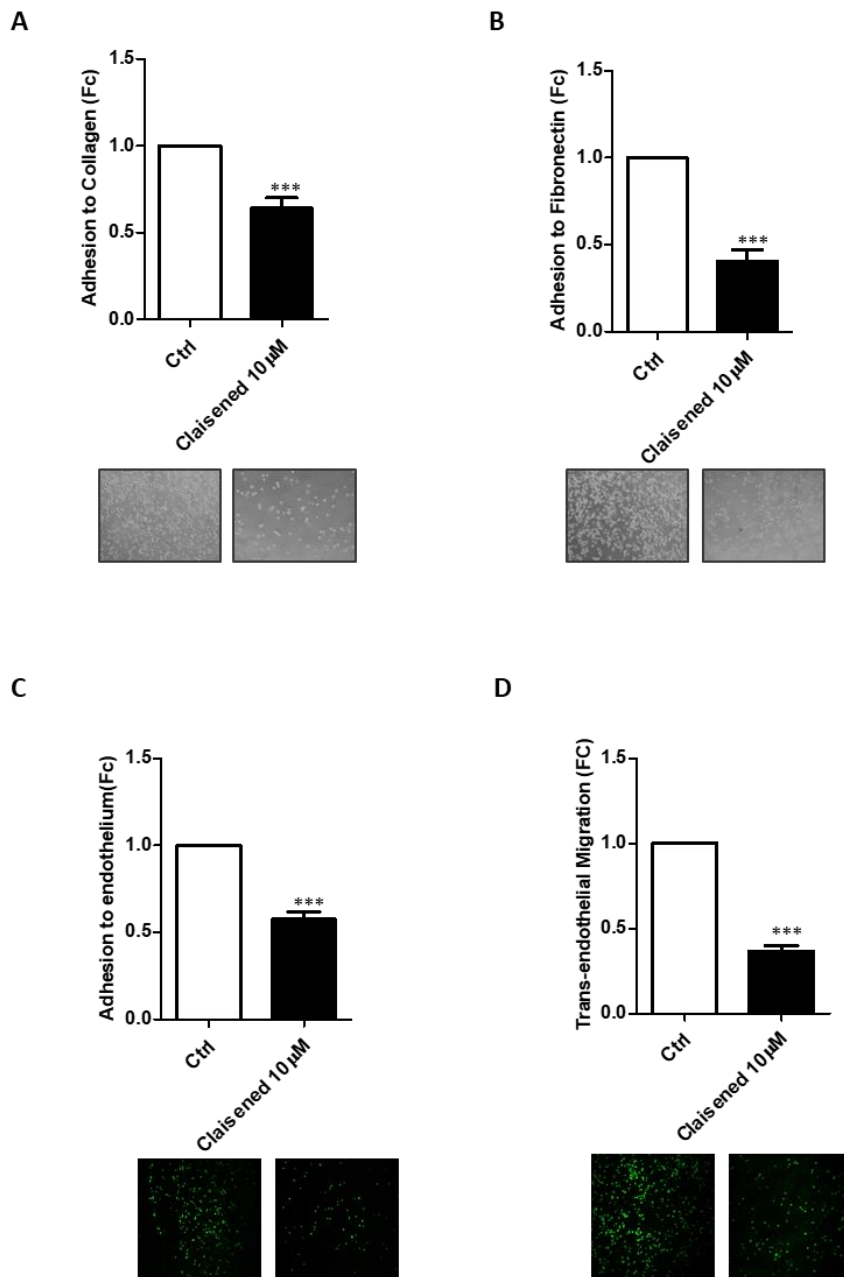 A
Adhesion to Collagen (Fc)
1.5
1.0
0.5
0.0
***
Ctrl
Claisened 10 µM
B
Adhesion to Fibronectin (Fc)
1.5
1.0
0.5
0.0
***
Ctrl
Claisened 10 µM
C
Adhesion to endothelium(Fc)
1.5
1.0
0.5
0.0
***
Ctrl
Claisened 10 µM
D
Trans-endothelial Migration (FC)
1.5
1.0
0.5
0.0
***
Ctrl
Claisened 10 µM